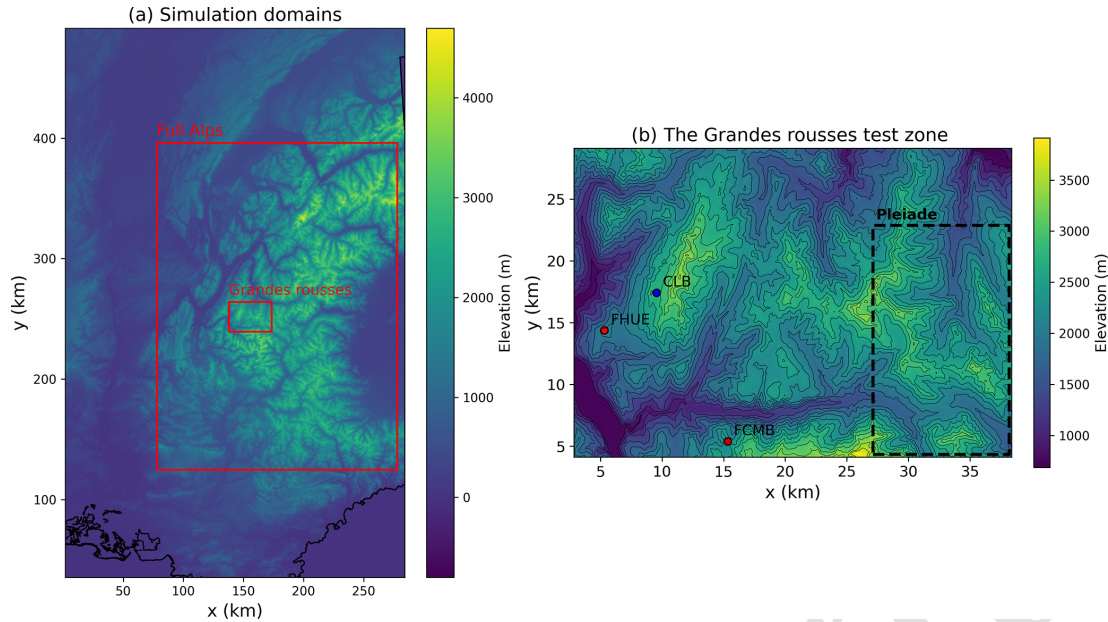 (a) Simulation domains
Full Alps
Grandes rousses
400
300
200
100
y (km)
50
100
150
200
250
x (km)
4000
3000
2000
1000
0
Elevation (m)
(b) The Grandes rousses test zone
Pleiade
CLB
FHUE
FCMB
25
20
15
10
5
y (km)
5
10
15
20
25
30
35
x (km)
3500
3000
2500
2000
1500
1000
Elevation (m)